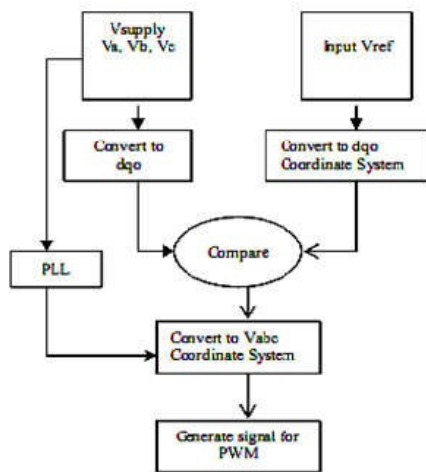 Vsupply
Va, Vb, Vc
Input Vref
Convert to
dqo
Convert to dqo
Coordinate System
Compare
PLL
Convert to Vabc
Coordinate System
Generate signal for
PWM